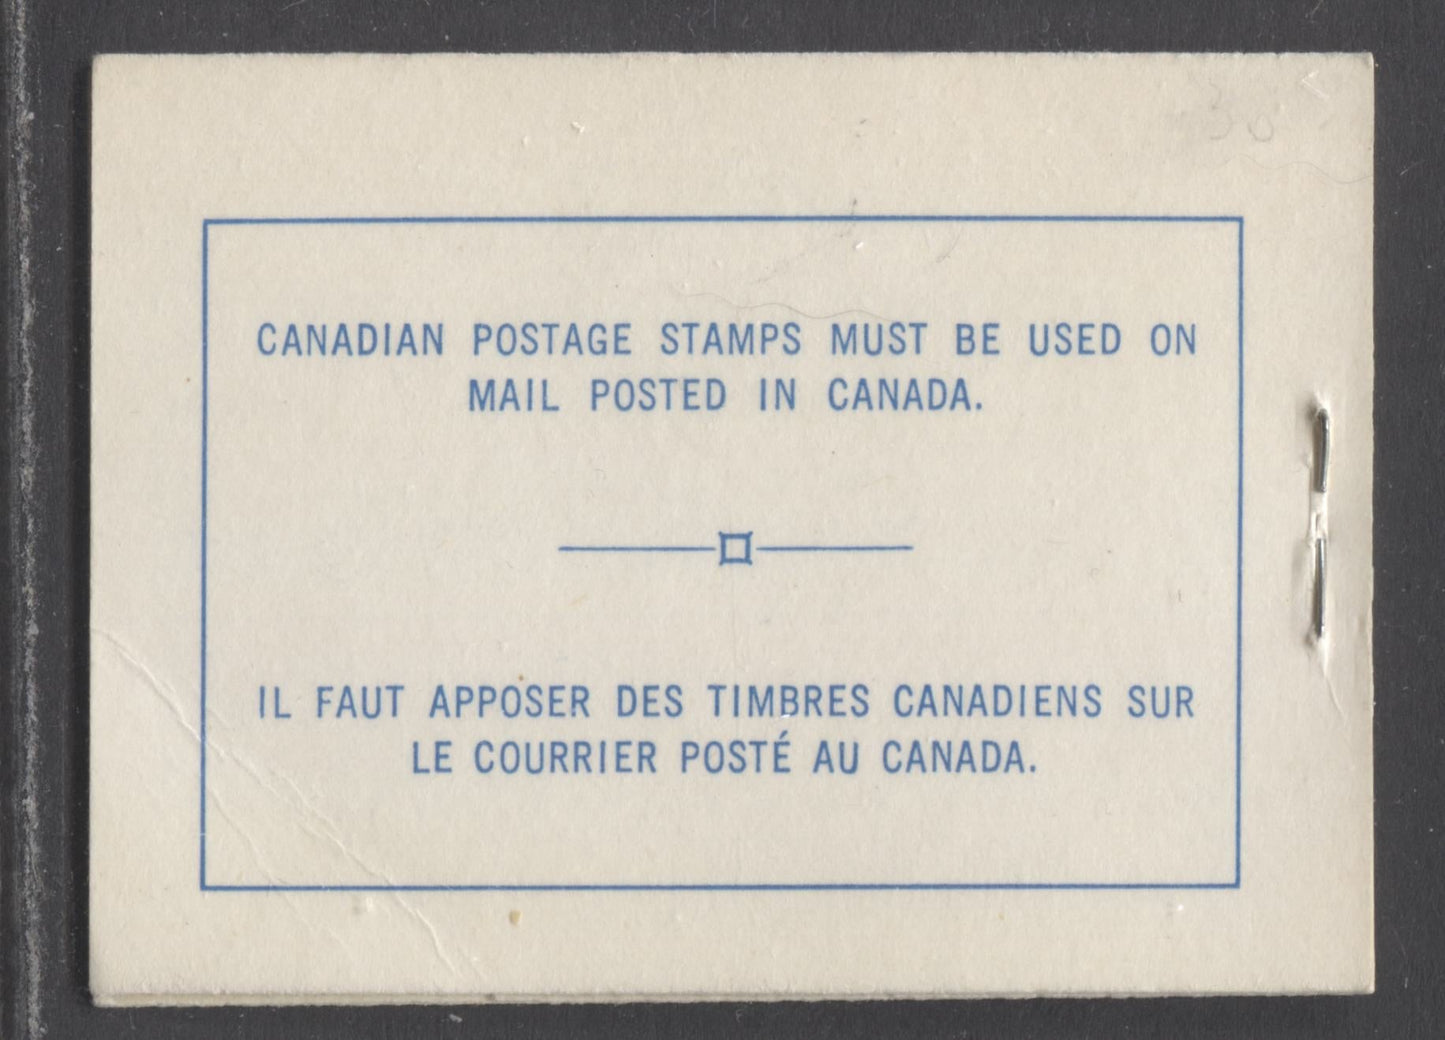 CANADIAN POSTAGE STAMPS MUST BE USED ON
MAIL POSTED IN CANADA.
IL FAUT APPOSER DES TIMBRES CANADIENS SUR
LE COURRIER POSTÉ AU CANADA.